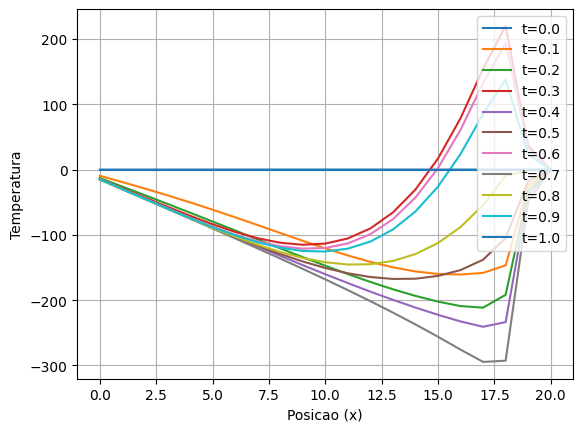 200
100
0
−100
−200
−300
Temperatura
0.0
2.5
5.0
7.5
10.0
12.5
15.0
17.5
20.0
Posicao (x)
t=0.0
t=0.1
t=0.2
t=0.3
t=0.4
t=0.5
t=0.6
t=0.7
t=0.8
t=0.9
t=1.0